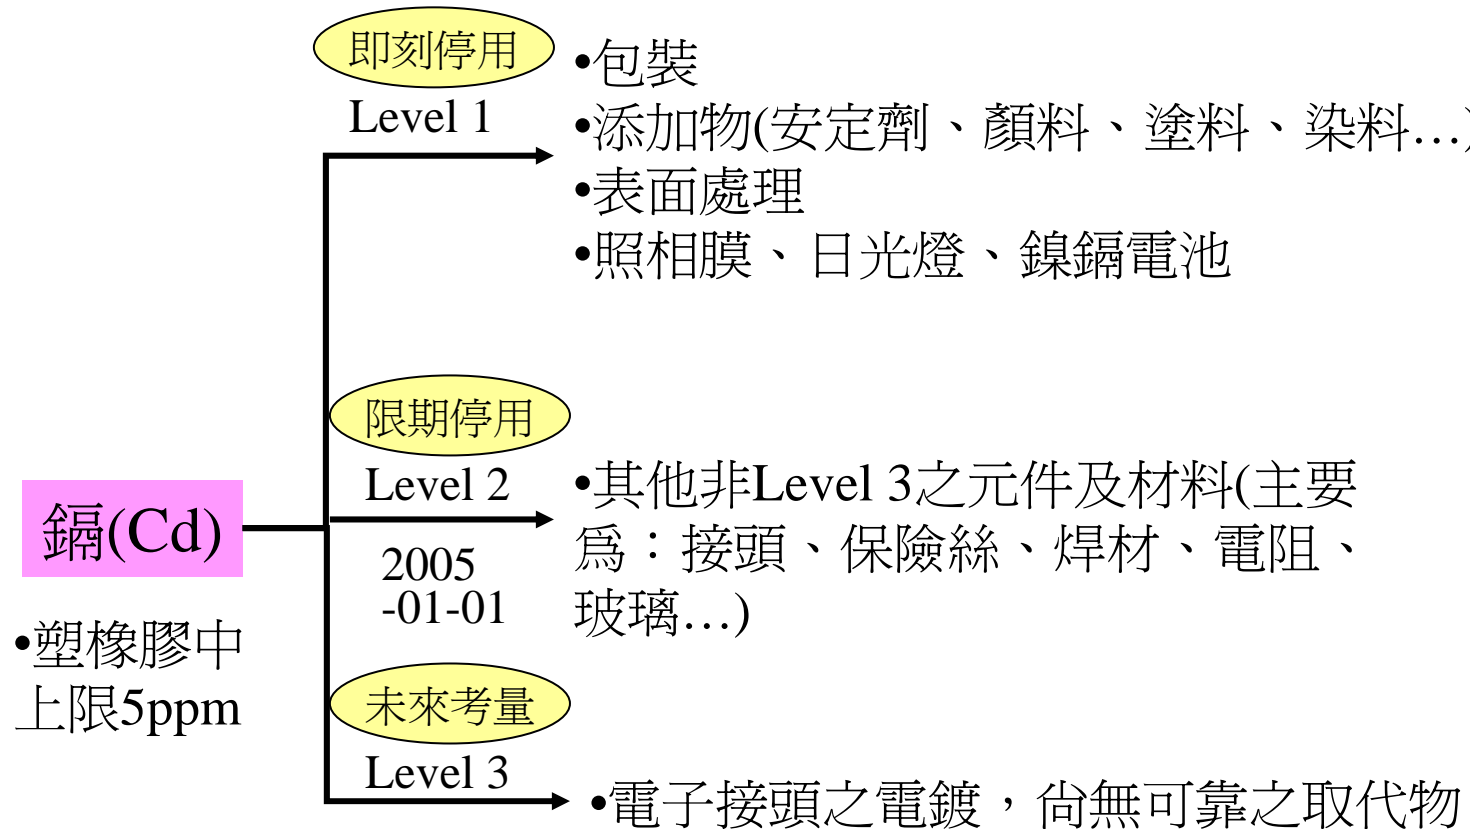 即刻停用
Level 1
•包裝
•添加物(安定劑、顏料、塗料、染料…)
•表面處理
•照相膜、日光燈、鎳鎘電池
限期停用
Level 2
2005
-01-01
•其他非Level 3之元件及材料(主要
為：接頭、保險絲、焊材、電阻、
玻璃…)
鎘(Cd)
•塑橡膠中
上限5ppm
未來考量
Level 3
•電子接頭之電鍍，尚無可靠之取代物